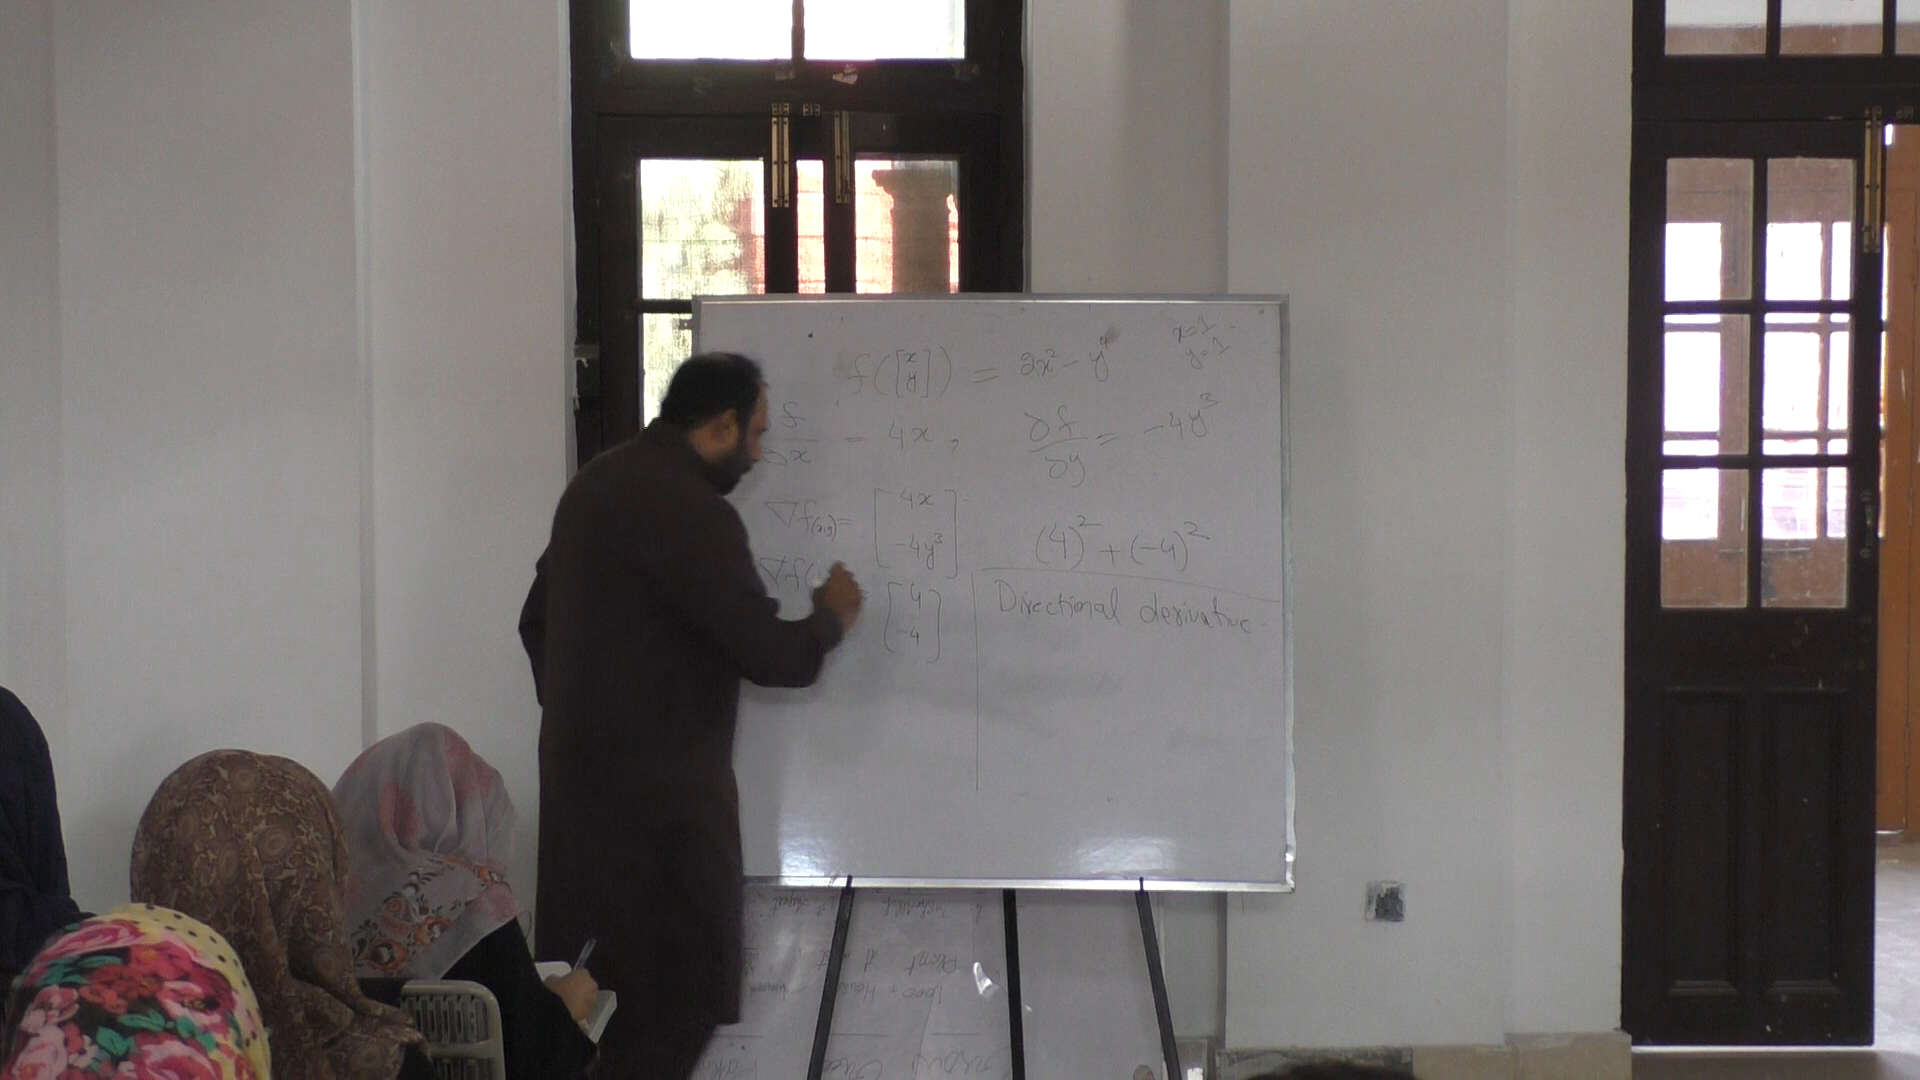 x=1
y=1
f([x y]) = 2x² - y⁴
f/∂x = 4x, ∂f/∂y = -4y³
∇f(x,y) = [4x -4y³]
(4)² + (-4)²
∇f( = [4 -4]
Directional derivative